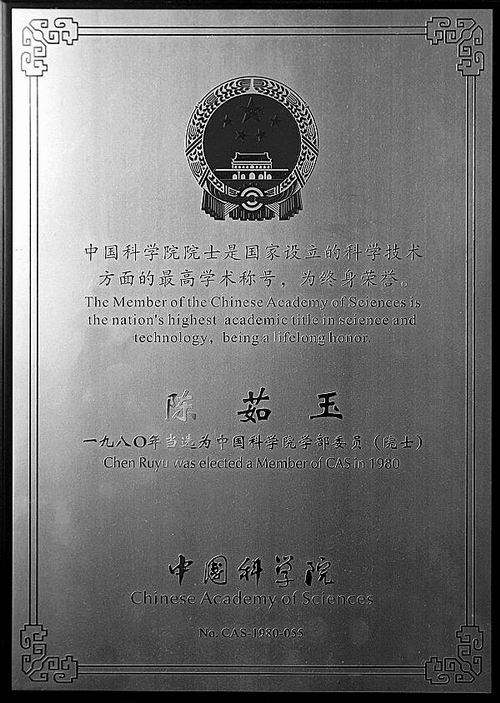 中国科学院院士是国家设立的科学技术
方面的最高学术称号，为终身荣誉。
The Member of the Chinese Academy of Sciences is
the nation's highest academic title in science and
technology, being a lifelong honor.
陈茹玉
一九八〇年当选为中国科学院学部委员（院士）
Chen Ruyu was elected a Member of CAS in 1980
中国科学院
Chinese Academy of Sciences
No. CAS-1980-055